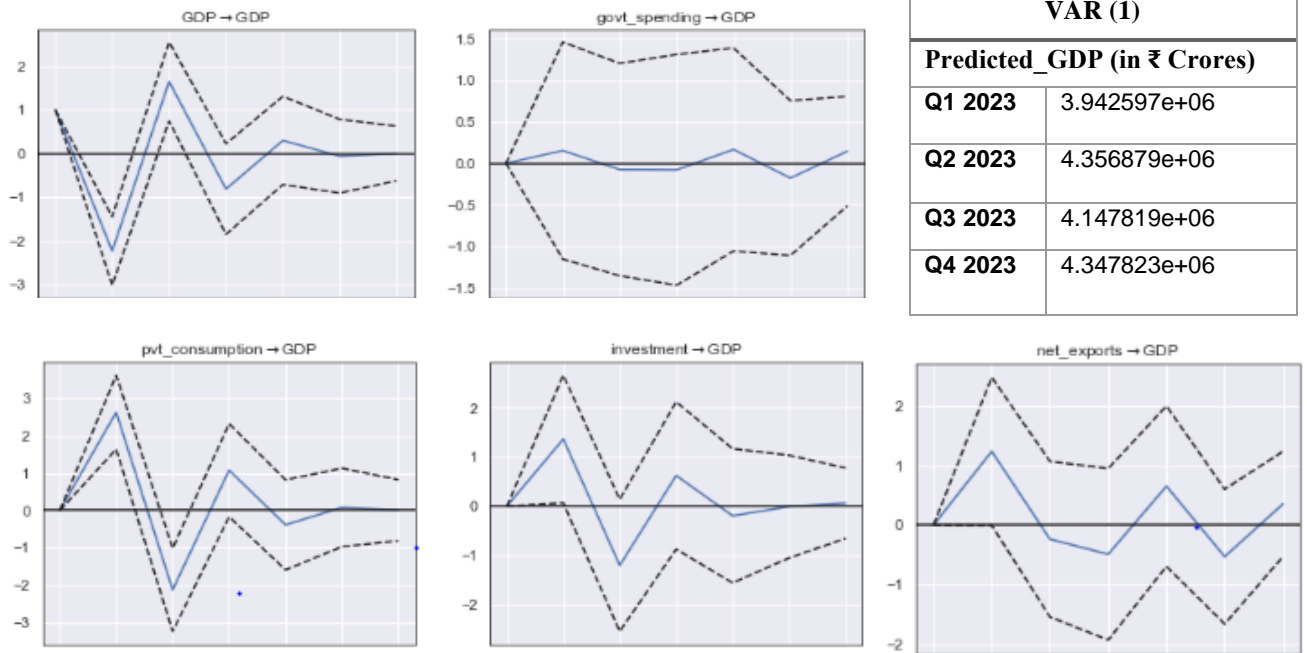 GDP → GDP
2
1
0
−1
−2
−3
govt_spending → GDP
1.5
1.0
0.5
0.0
−0.5
−1.0
−1.5
VAR (1)
Predicted_GDP (in ₹ Crores)
Q1 2023 3.942597e+06
Q2 2023 4.356879e+06
Q3 2023 4.147819e+06
Q4 2023 4.347823e+06
pvt_consumption → GDP
3
2
1
0
−1
−2
−3
investment → GDP
2
1
0
−1
−2
net_exports → GDP
2
1
0
−1
−2